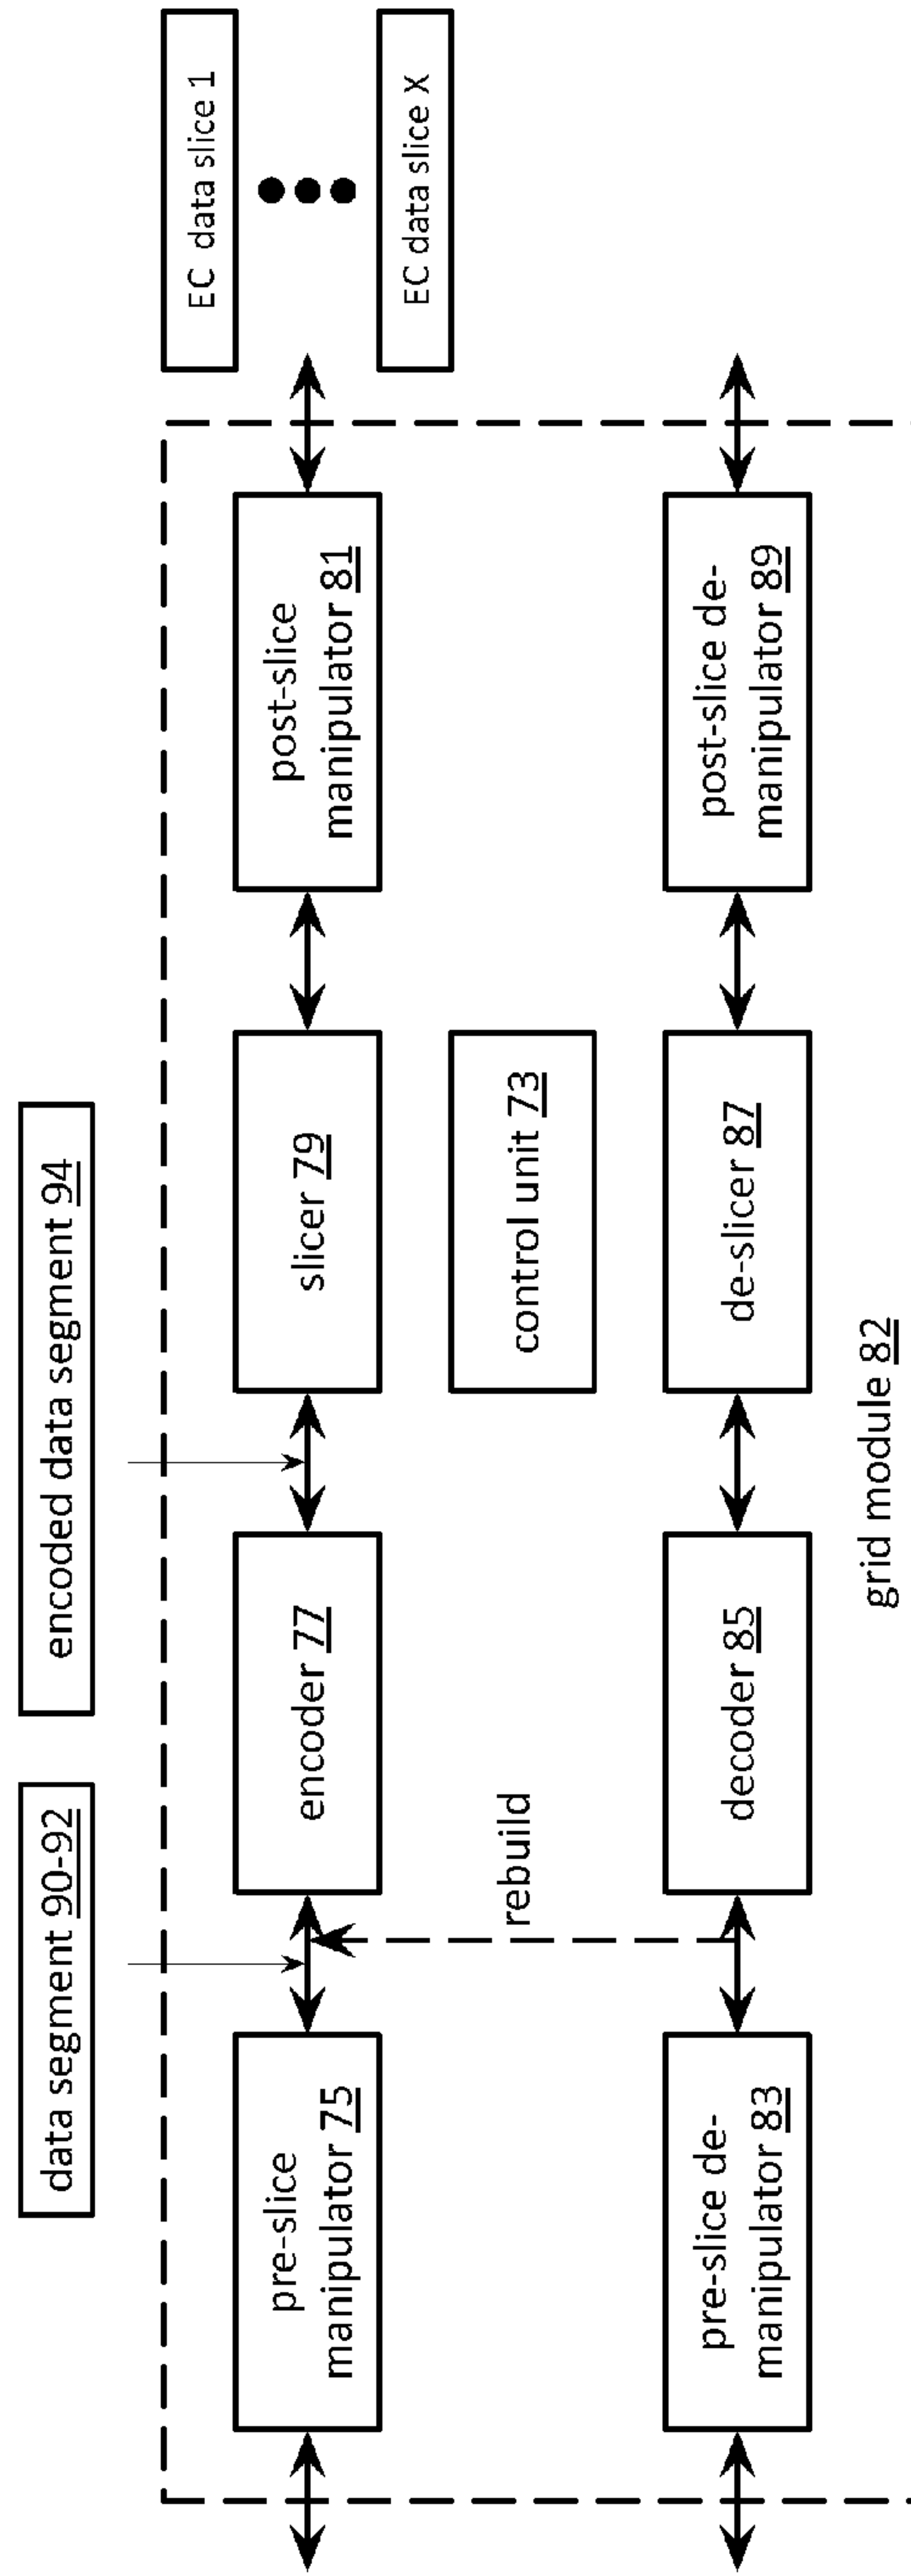 data segment 90-92
encoded data segment 94
pre-slice
manipulator 75
encoder 77
slicer 79
post-slice
manipulator 81
EC  data slice 1
EC data slice X
rebuild
control unit 73
pre-slice de-
manipulator 83
decoder 85
de-slicer 87
post-slice de-
manipulator 89
grid module 82